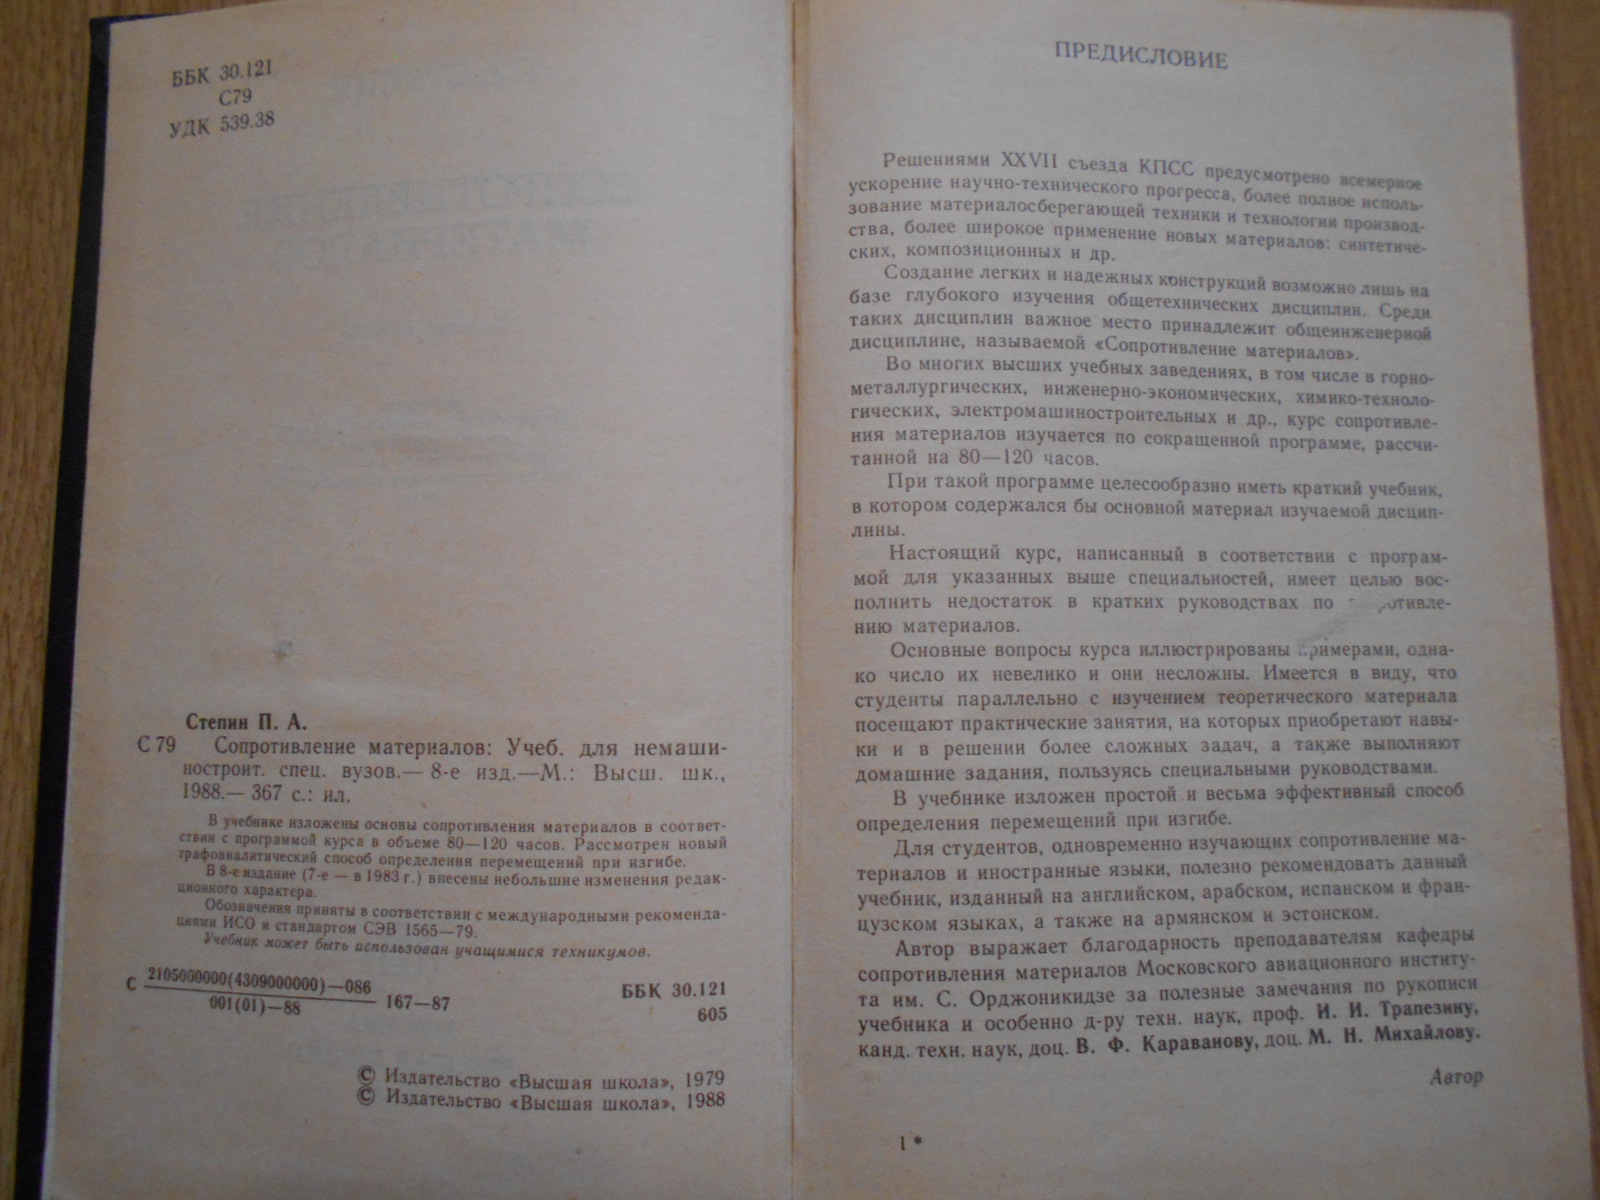 ББК 30.121
С79
УДК 539.38
Степин П. А.
С 79 Сопротивление материалов: Учеб. для немаши-
ностроит. спец. вузов.— 8-е изд.—М.: Высш. шк.,
1988.— 367 с.: ил.
В учебнике изложены основы сопротивления материалов в соответ-
ствии с программой курса в объеме 80—120 часов. Рассмотрен новый
графоаналитический способ определения перемещений при изгибе.
В 8-е издание (7-е — в 1983 г.) внесены небольшие изменения редак-
ционного характера.
Обозначения приняты в соответствии с международными рекоменда-
циями ИСО и стандартом СЭВ 1565—79.
Учебник может быть использован учащимися техникумов.
С 2105000000(4309000000)—086
001(01)—88 167—87
ББК 30.121
605
© Издательство «Высшая школа», 1979
© Издательство «Высшая школа», 1988
ПРЕДИСЛОВИЕ
Решениями XXVII съезда КПСС предусмотрено всемерное
ускорение научно-технического прогресса, более полное исполь-
зование материалосберегающей техники и технологии производ-
ства, более широкое применение новых материалов: синтетиче-
ских, композиционных и др.
Создание легких и надежных конструкций возможно лишь на
базе глубокого изучения общетехнических дисциплин. Среди
таких дисциплин важное место принадлежит общеинженерной
дисциплине, называемой «Сопротивление материалов».
Во многих высших учебных заведениях, в том числе в горно-
металлургических, инженерно-экономических, химико-техноло-
гических, электромашиностроительных и др., курс сопротивле-
ния материалов изучается по сокращенной программе, рассчи-
танной на 80—120 часов.
При такой программе целесообразно иметь краткий учебник,
в котором содержался бы основной материал изучаемой дисцип-
лины.
Настоящий курс, написанный в соответствии с програм-
мой для указанных выше специальностей, имеет целью вос-
полнить недостаток в кратких руководствах по отивле-
нию материалов.
Основные вопросы курса иллюстрированы примерами, одна-
ко число их невелико и они несложны. Имеется в виду, что
студенты параллельно с изучением теоретического материала
посещают практические занятия, на которых приобретают навы-
ки и в решении более сложных задач, а также выполняют
домашние задания, пользуясь специальными руководствами.
В учебнике изложен простой и весьма эффективный способ
определения перемещений при изгибе.
Для студентов, одновременно изучающих сопротивление ма-
териалов и иностранные языки, полезно рекомендовать данный
учебник, изданный на английском, арабском, испанском и фран-
цузском языках, а также на армянском и эстонском.
Автор выражает благодарность преподавателям кафедры
сопротивления материалов Московского авиационного институ-
та им. С. Орджоникидзе за полезные замечания по рукописи
учебника и особенно д-ру техн. наук, проф. И. И. Трапезину,
канд. техн. наук, доц. В. Ф. Караванову, доц. М. Н. Михайлову.
Автор
1 *